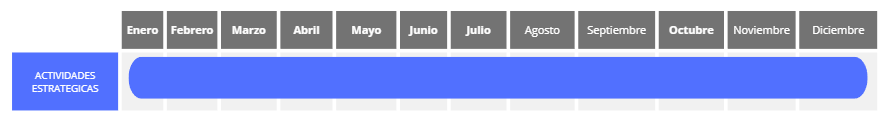 Enero Febrero Marzo Abril Mayo Junio Julio Agosto Septiembre Octubre Noviembre Diciembre
ACTIVIDADES
ESTRATEGICAS